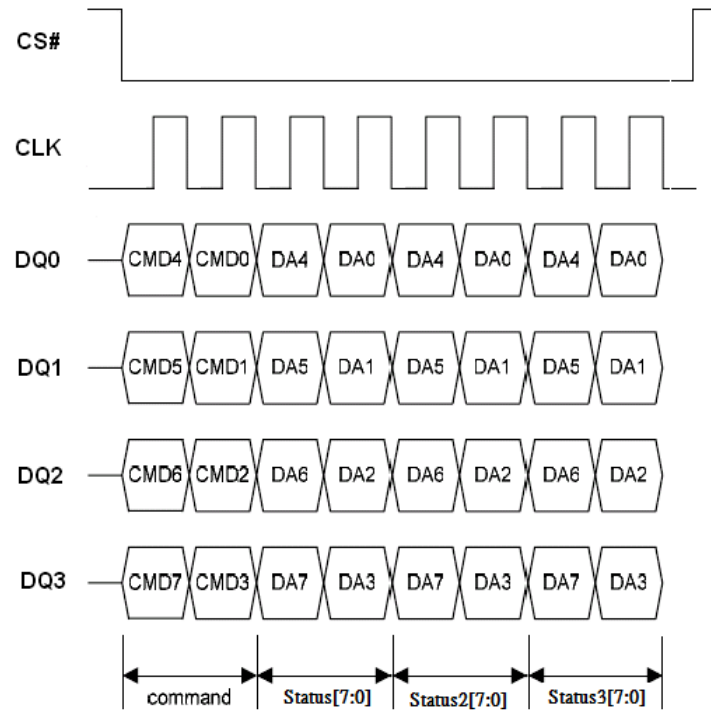 CS#
CLK
DQ0 CMD4 CMD0 DA4 DA0 DA4 DA0 DA4 DA0
DQ1 CMD5 CMD1 DA5 DA1 DA5 DA1 DA5 DA1
DQ2 CMD6 CMD2 DA6 DA2 DA6 DA2 DA6 DA2
DQ3 CMD7 CMD3 DA7 DA3 DA7 DA3 DA7 DA3
command Status[7:0] Status2[7:0] Status3[7:0]